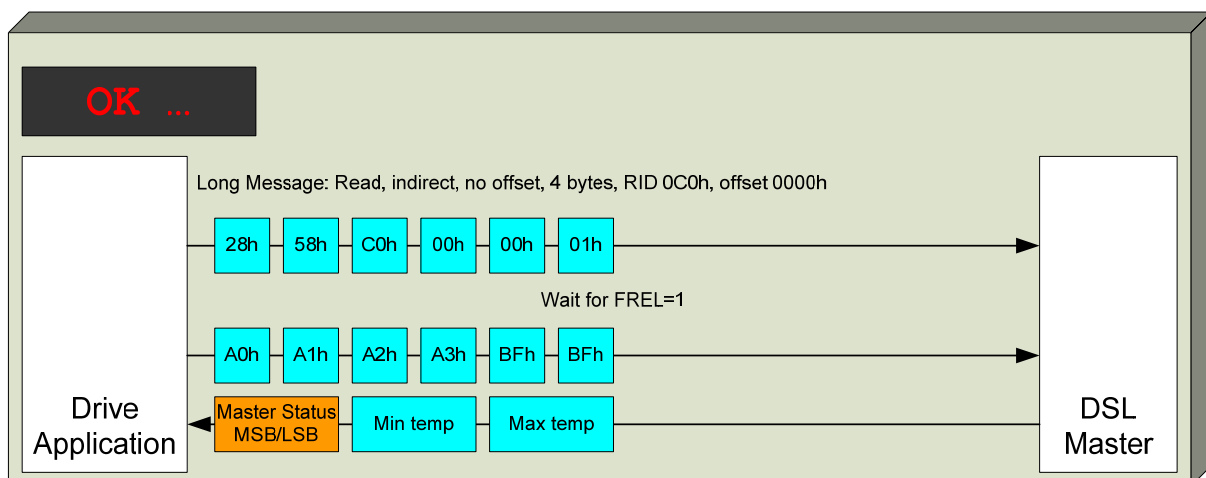 OK ...
Long Message: Read, indirect, no offset, 4 bytes, RID 0C0h, offset 0000h
28h 58h C0h 00h 00h 01h
Wait for FREL=1
A0h A1h A2h A3h BFh BFh
Master Status
MSB/LSB
Min temp
Max temp
Drive
Application
DSL
Master